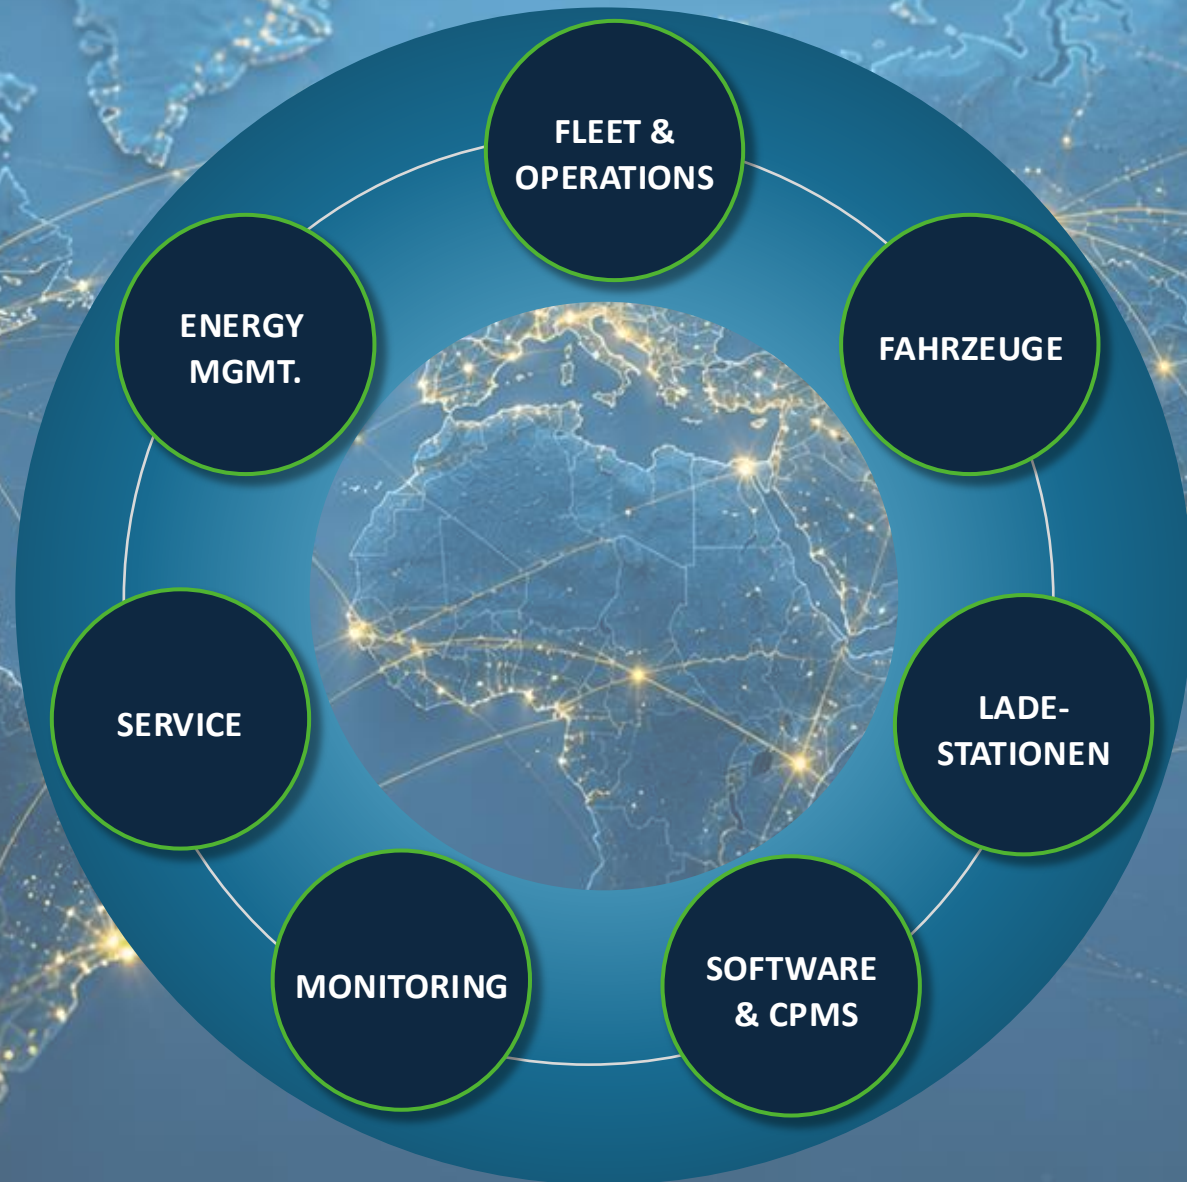 FLEET &
OPERATIONS
FAHRZEUGE
LADE-
STATIONEN
SOFTWARE
& CPMS
MONITORING
SERVICE
ENERGY
MGMT.